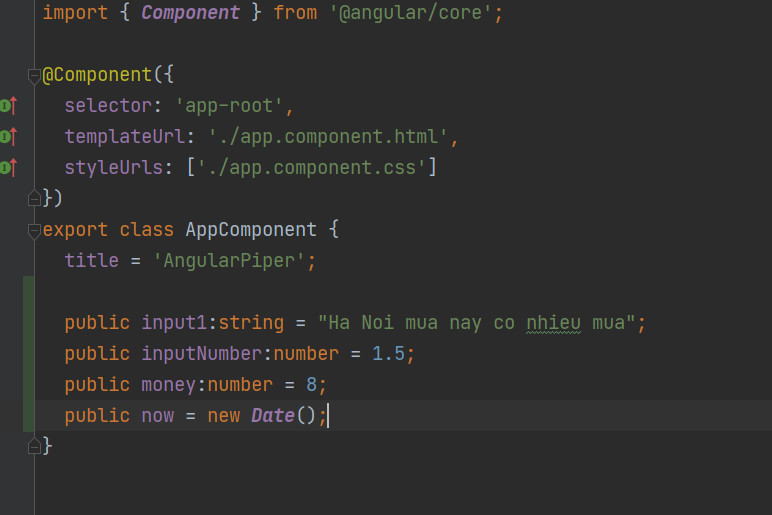 import { Component } from '@angular/core';
@Component({
selector: 'app-root',
templateUrl: './app.component.html',
styleUrls: ['./app.component.css']
})
export class AppComponent {
title = 'AngularPiper';
public input1:string = "Ha Noi mua nay co nhieu mua";
public inputNumber:number = 1.5;
public money:number = 8;
public now = new Date();
}